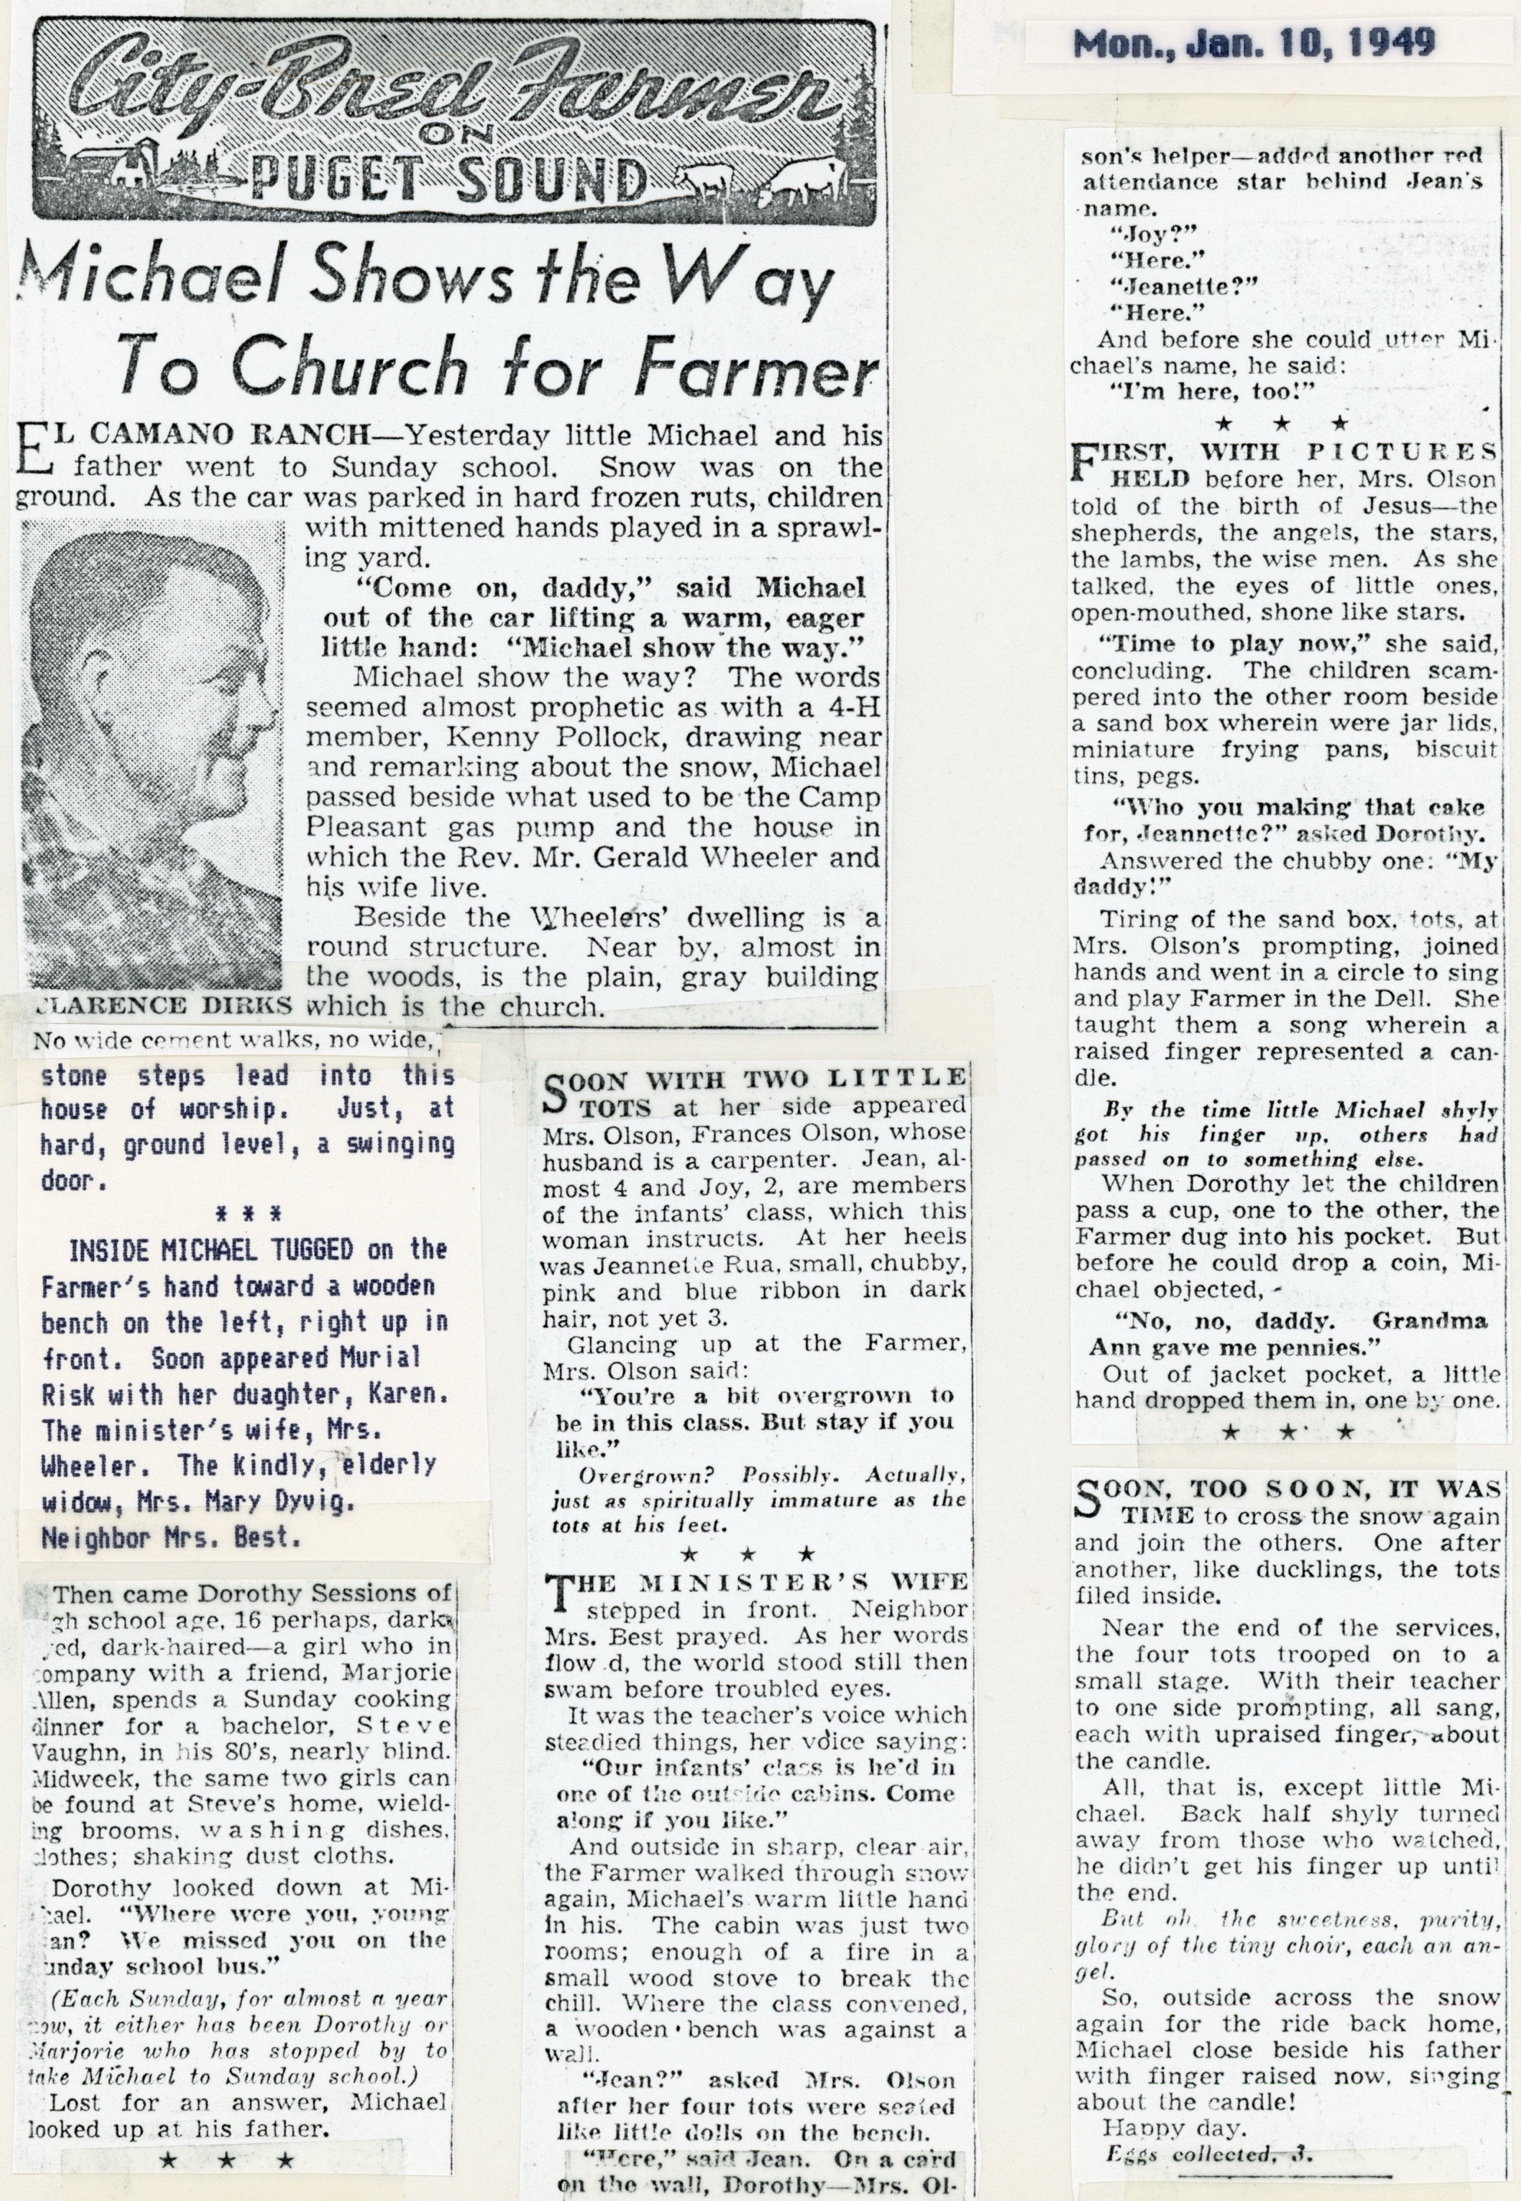 City-Bred Farmer
ON
PUGET SOUND
Michael Shows the Way
To Church for Farmer
EL CAMANO RANCH—Yesterday little Michael and his
father went to Sunday school. Snow was on the
ground. As the car was parked in hard frozen ruts, children
with mittened hands played in a sprawl-
ing yard.
"Come on, daddy," said Michael
out of the car lifting a warm, eager
little hand: "Michael show the way."
Michael show the way? The words
seemed almost prophetic as with a 4-H
member, Kenny Pollock, drawing near
and remarking about the snow, Michael
passed beside what used to be the Camp
Pleasant gas pump and the house in
which the Rev. Mr. Gerald Wheeler and
his wife live.
Beside the Wheelers' dwelling is a
round structure. Near by, almost in
the woods, is the plain, gray building
which is the church.
CLARENCE DIRKS
No wide cement walks, no wide,
stone steps lead into this
house of worship. Just, at
hard, ground level, a swinging
door.
* * *
INSIDE MICHAEL TUGGED on the
Farmer's hand toward a wooden
bench on the left, right up in
front. Soon appeared Murial
Risk with her duaghter, Karen.
The minister's wife, Mrs.
Wheeler. The kindly, elderly
widow, Mrs. Mary Dyvig.
Neighbor Mrs. Best.
Then came Dorothy Sessions of
gh school age, 16 perhaps, dark-
yed, dark-haired—a girl who in
company with a friend, Marjorie
Allen, spends a Sunday cooking
dinner for a bachelor, Steve
Vaughn, in his 80's, nearly blind.
Midweek, the same two girls can
be found at Steve's home, wield-
ing brooms, washing dishes,
clothes; shaking dust cloths.
Dorothy looked down at Mi-
hael. "Where were you, young
an? We missed you on the
unday school bus."
(Each Sunday, for almost a year
now, it either has been Dorothy or
Marjorie who has stopped by to
take Michael to Sunday school.)
Lost for an answer, Michael
looked up at his father.
★ ★ ★
SOON WITH TWO LITTLE
TOTS at her side appeared
Mrs. Olson, Frances Olson, whose
husband is a carpenter. Jean, al-
most 4 and Joy, 2, are members
of the infants' class, which this
woman instructs. At her heels
was Jeannette Rua, small, chubby,
pink and blue ribbon in dark
hair, not yet 3.
Glancing up at the Farmer,
Mrs. Olson said:
"You're a bit overgrown to
be in this class. But stay if you
like."
Overgrown? Possibly. Actually,
just as spiritually immature as the
tots at his feet.
★ ★ ★
THE MINISTER'S WIFE
stepped in front. Neighbor
Mrs. Best prayed. As her words
flow d, the world stood still then
swam before troubled eyes.
It was the teacher's voice which
steadied things, her voice saying:
"Our infants' class is he'd in
one of the outside cabins. Come
along if you like."
And outside in sharp, clear air,
the Farmer walked through snow
again, Michael's warm little hand
in his. The cabin was just two
rooms; enough of a fire in a
small wood stove to break the
chill. Where the class convened,
a wooden bench was against a
wall.
"Jean?" asked Mrs. Olson
after her four tots were seated
like little dolls on the bench.
"Here," said Jean. On a card
on the wall, Dorothy—Mrs. Ol-
Mon., Jan. 10, 1949
son's helper—added another red
attendance star behind Jean's
name.
"Joy?"
"Here."
"Jeanette?"
"Here."
And before she could utter Mi-
chael's name, he said:
"I'm here, too!"
★ ★ ★
FIRST, WITH PICTURES
HELD before her, Mrs. Olson
told of the birth of Jesus—the
shepherds, the angels, the stars,
the lambs, the wise men. As she
talked, the eyes of little ones,
open-mouthed, shone like stars.
"Time to play now," she said,
concluding. The children scam-
pered into the other room beside
a sand box wherein were jar lids,
miniature frying pans, biscuit
tins, pegs.
"Who you making that cake
for, Jeannette?" asked Dorothy.
Answered the chubby one: "My
daddy!"
Tiring of the sand box, tots, at
Mrs. Olson's prompting, joined
hands and went in a circle to sing
and play Farmer in the Dell. She
taught them a song wherein a
raised finger represented a can-
dle.
By the time little Michael shyly
got his finger up, others had
passed on to something else.
When Dorothy let the children
pass a cup, one to the other, the
Farmer dug into his pocket. But
before he could drop a coin, Mi-
chael objected,
"No, no, daddy. Grandma
Ann gave me pennies."
Out of jacket pocket, a little
hand dropped them in, one by one.
★ ★ ★
SOON, TOO SOON, IT WAS
TIME to cross the snow again
and join the others. One after
another, like ducklings, the tots
filed inside.
Near the end of the services,
the four tots trooped on to a
small stage. With their teacher
to one side prompting, all sang,
each with upraised finger, about
the candle.
All, that is, except little Mi-
chael. Back half shyly turned
away from those who watched,
he didn't get his finger up until
the end.
But oh the sweetness, purity,
glory of the tiny choir, each an an-
gel.
So, outside across the snow
again for the ride back home,
Michael close beside his father
with finger raised now, singing
about the candle!
Happy day.
Eggs collected, 3.